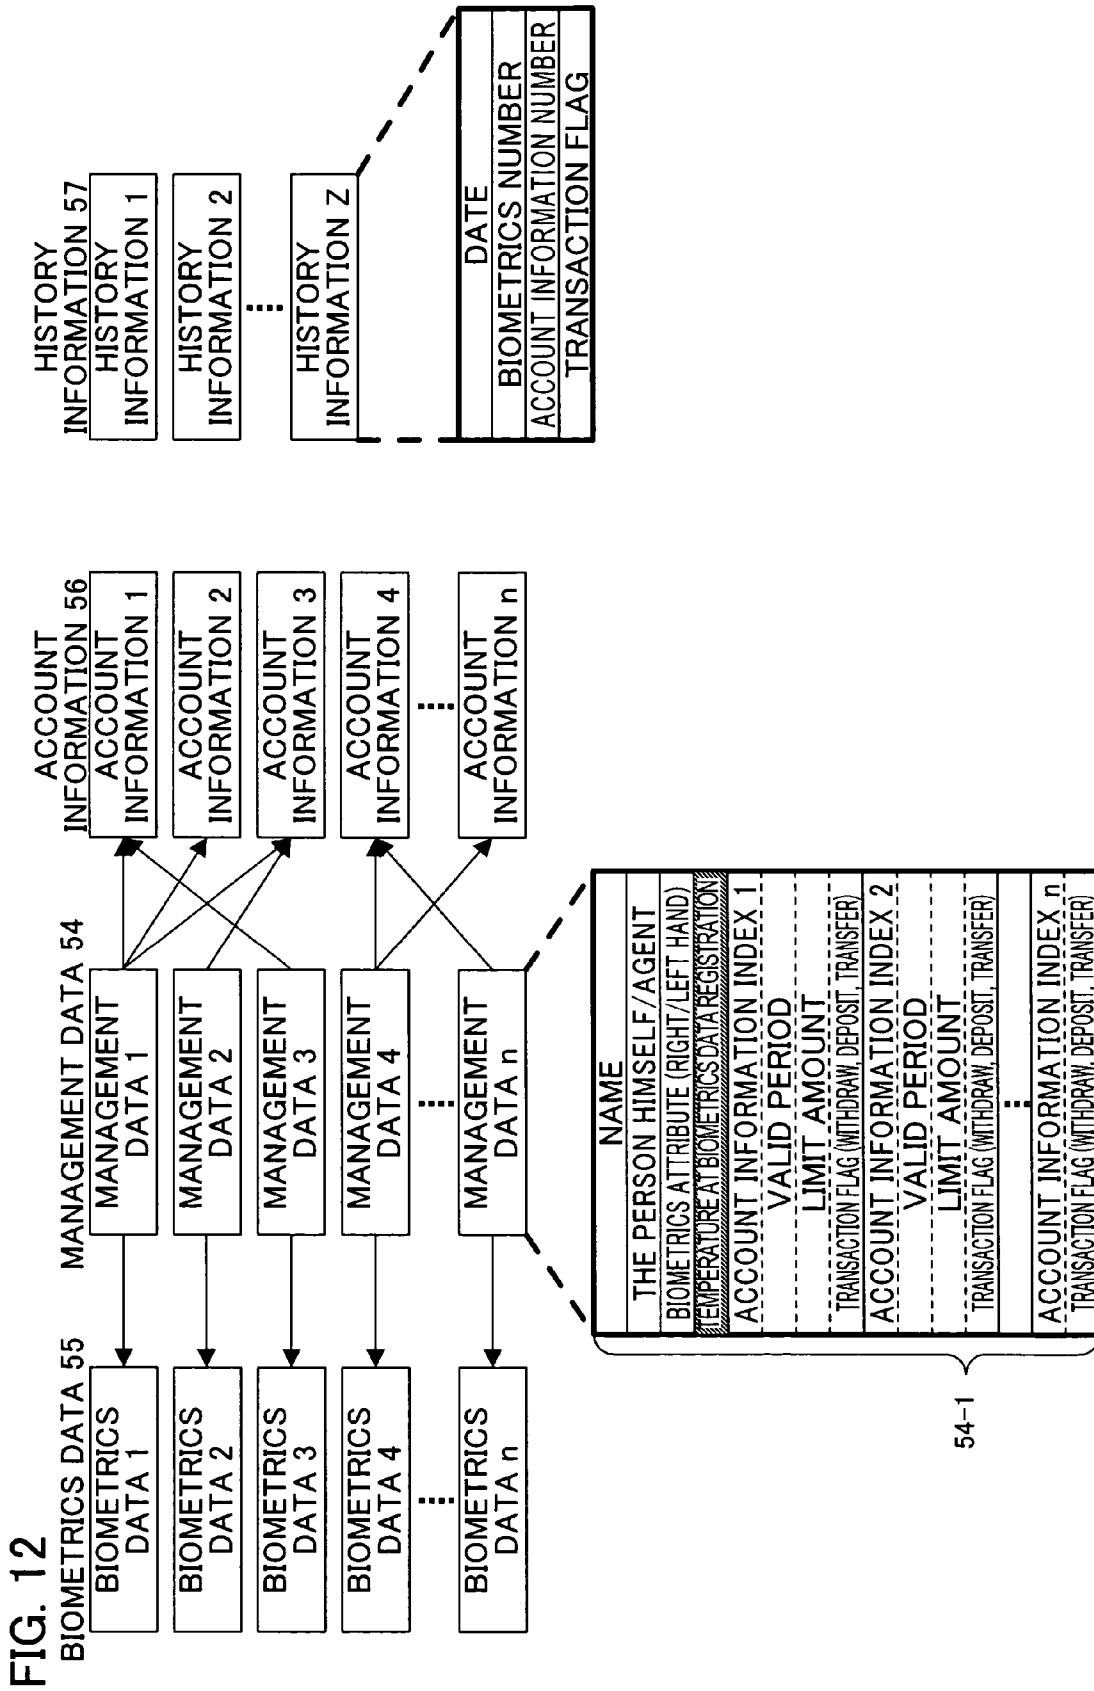 FIG. 12
BIOMETRICS DATA 55
BIOMETRICS
DATA 1
BIOMETRICS
DATA 2
BIOMETRICS
DATA 3
BIOMETRICS
DATA 4
BIOMETRICS
DATA n
MANAGEMENT DATA 54
MANAGEMENT
DATA 1
MANAGEMENT
DATA 2
MANAGEMENT
DATA 3
MANAGEMENT
DATA 4
MANAGEMENT
DATA n
ACCOUNT
INFORMATION 56
ACCOUNT
INFORMATION 1
ACCOUNT
INFORMATION 2
ACCOUNT
INFORMATION 3
ACCOUNT
INFORMATION 4
ACCOUNT
INFORMATION n
HISTORY
INFORMATION 57
HISTORY
INFORMATION 1
HISTORY
INFORMATION 2
HISTORY
INFORMATION Z
DATE
BIOMETRICS NUMBER
ACCOUNT INFORMATION NUMBER
TRANSACTION FLAG
54-1
NAME
THE PERSON HIMSELF/AGENT
BIOMETRICS ATTRIBUTE (RIGHT/LEFT HAND)
TEMPERATURE AT BIOMETRICS DATA REGISTRATION
ACCOUNT INFORMATION INDEX 1
VALID PERIOD
LIMIT AMOUNT
TRANSACTION FLAG (WITHDRAW, DEPOSIT, TRANSFER)
ACCOUNT INFORMATION INDEX 2
VALID PERIOD
LIMIT AMOUNT
TRANSACTION FLAG (WITHDRAW, DEPOSIT, TRANSFER)
ACCOUNT INFORMATION INDEX n
TRANSACTION FLAG (WITHDRAW, DEPOSIT, TRANSFER)